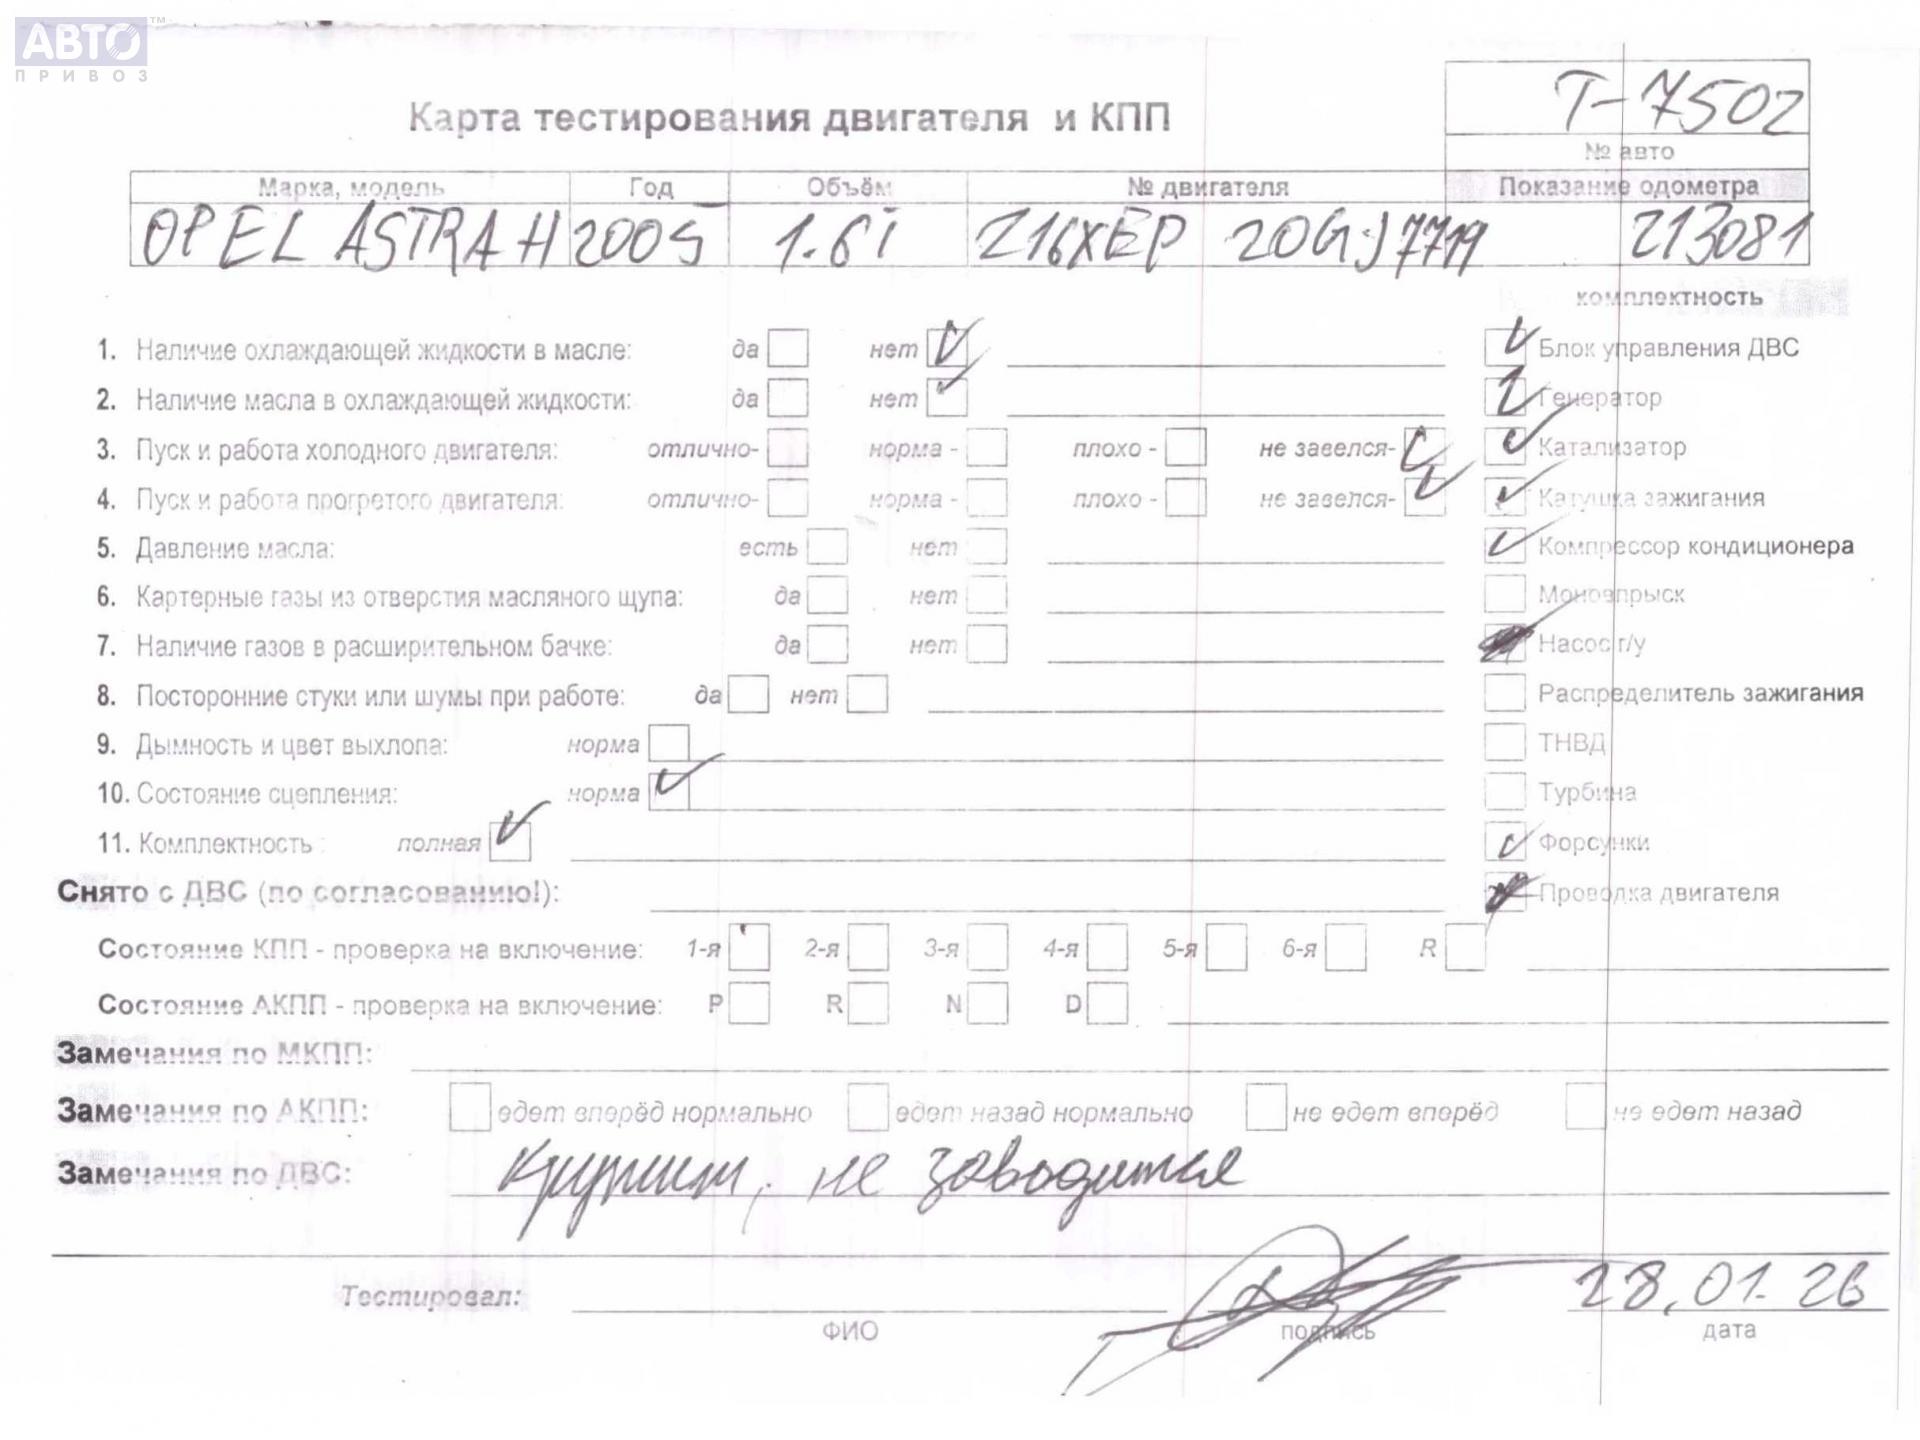 АВТО™
ПРИВОЗ
Т-7502
Карта тестирования двигателя и КПП
№ авто
Марка, модель Год Объём № двигателя Показание одометра
OPEL ASTRA H 2005 1.6i Z16XEP 20GJ7719 213081
комплектность
1. Наличие охлаждающей жидкости в масле: да нет Блок управления ДВС
2. Наличие масла в охлаждающей жидкости: да нет Генератор
3. Пуск и работа холодного двигателя: отлично- норма - плохо - не завелся- Катализатор
4. Пуск и работа прогретого двигателя: отлично- норма - плохо - не завелся- Катушка зажигания
5. Давление масла: есть нет Компрессор кондиционера
6. Картерные газы из отверстия масляного щупа: да нет Моновпрыск
7. Наличие газов в расширительном бачке: да нет Насос г/у
8. Посторонние стуки или шумы при работе: да нет Распределитель зажигания
9. Дымность и цвет выхлопа: норма ТНВД
10. Состояние сцепления: норма Турбина
11. Комплектность : полная Форсунки
Снято с ДВС (по согласованию!): Проводка двигателя
Состояние КПП - проверка на включение: 1-я 2-я 3-я 4-я 5-я 6-я R
Состояние АКПП - проверка на включение: P R N D
Замечания по МКПП:
Замечания по АКПП: едет вперёд нормально едет назад нормально не едет вперёд не едет назад
Замечания по ДВС: крутит, не заводится
Тестировал: 28.01.26
ФИО подпись дата